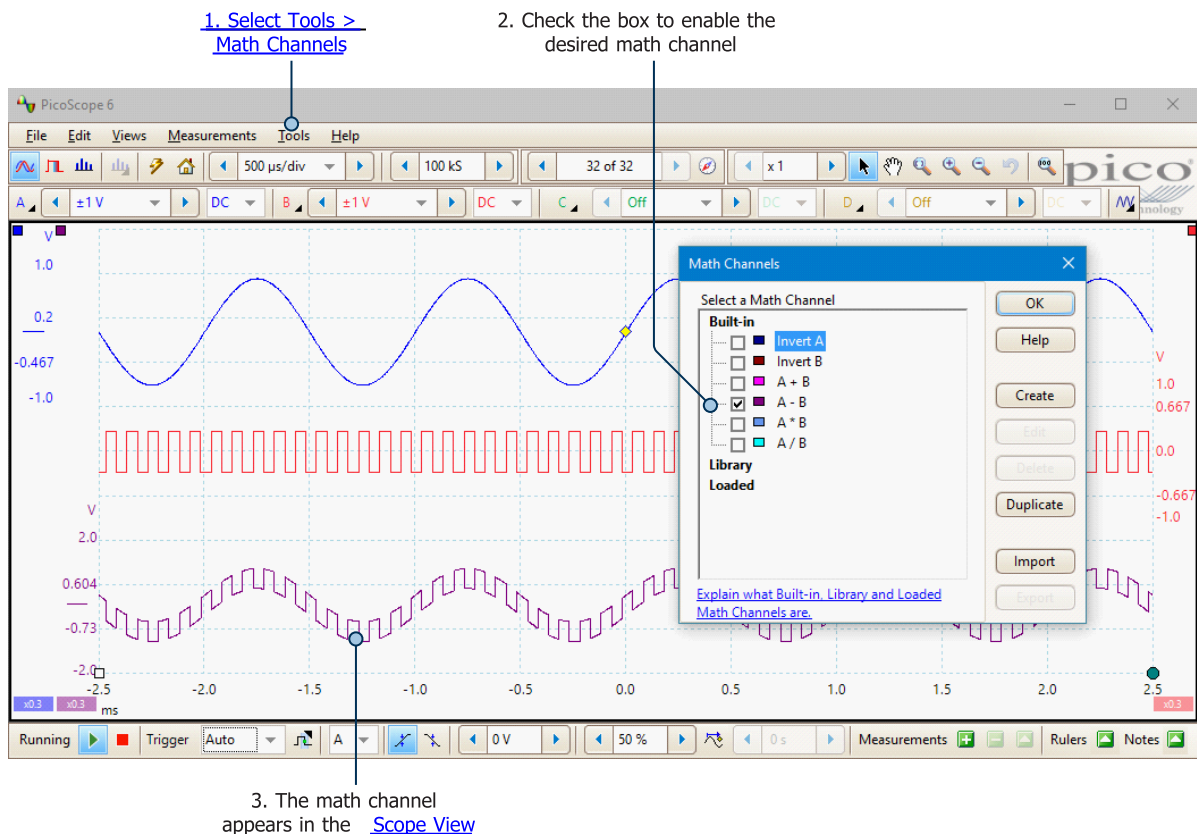 1. Select Tools >
Math Channels
2. Check the box to enable the
desired math channel
PicoScope 6
File Edit Views Measurements Tools Help
500 µs/div 100 kS 32 of 32 x 1
pico
A ±1 V DC B ±1 V DC C Off DC D Off DC
hnology
V
1.0
0.2
-0.467
-1.0
V
1.0
0.667
0.0
-0.667
-1.0
Math Channels
Select a Math Channel
Built-in
Invert A
Invert B
A + B
A - B
A * B
A / B
Library
Loaded
OK
Help
Create
Edit
Delete
Duplicate
Import
Export
Explain what Built-in, Library and Loaded
Math Channels are.
V
2.0
0.604
-0.73
-2.0
-2.5 -2.0 -1.5 -1.0 -0.5 0.0 0.5 1.0 1.5 2.0 2.5
x0.3 x0.3 ms x0.3
Running Trigger Auto A 0 V 50 % 0 s Measurements Rulers Notes
3. The math channel
appears in the Scope View